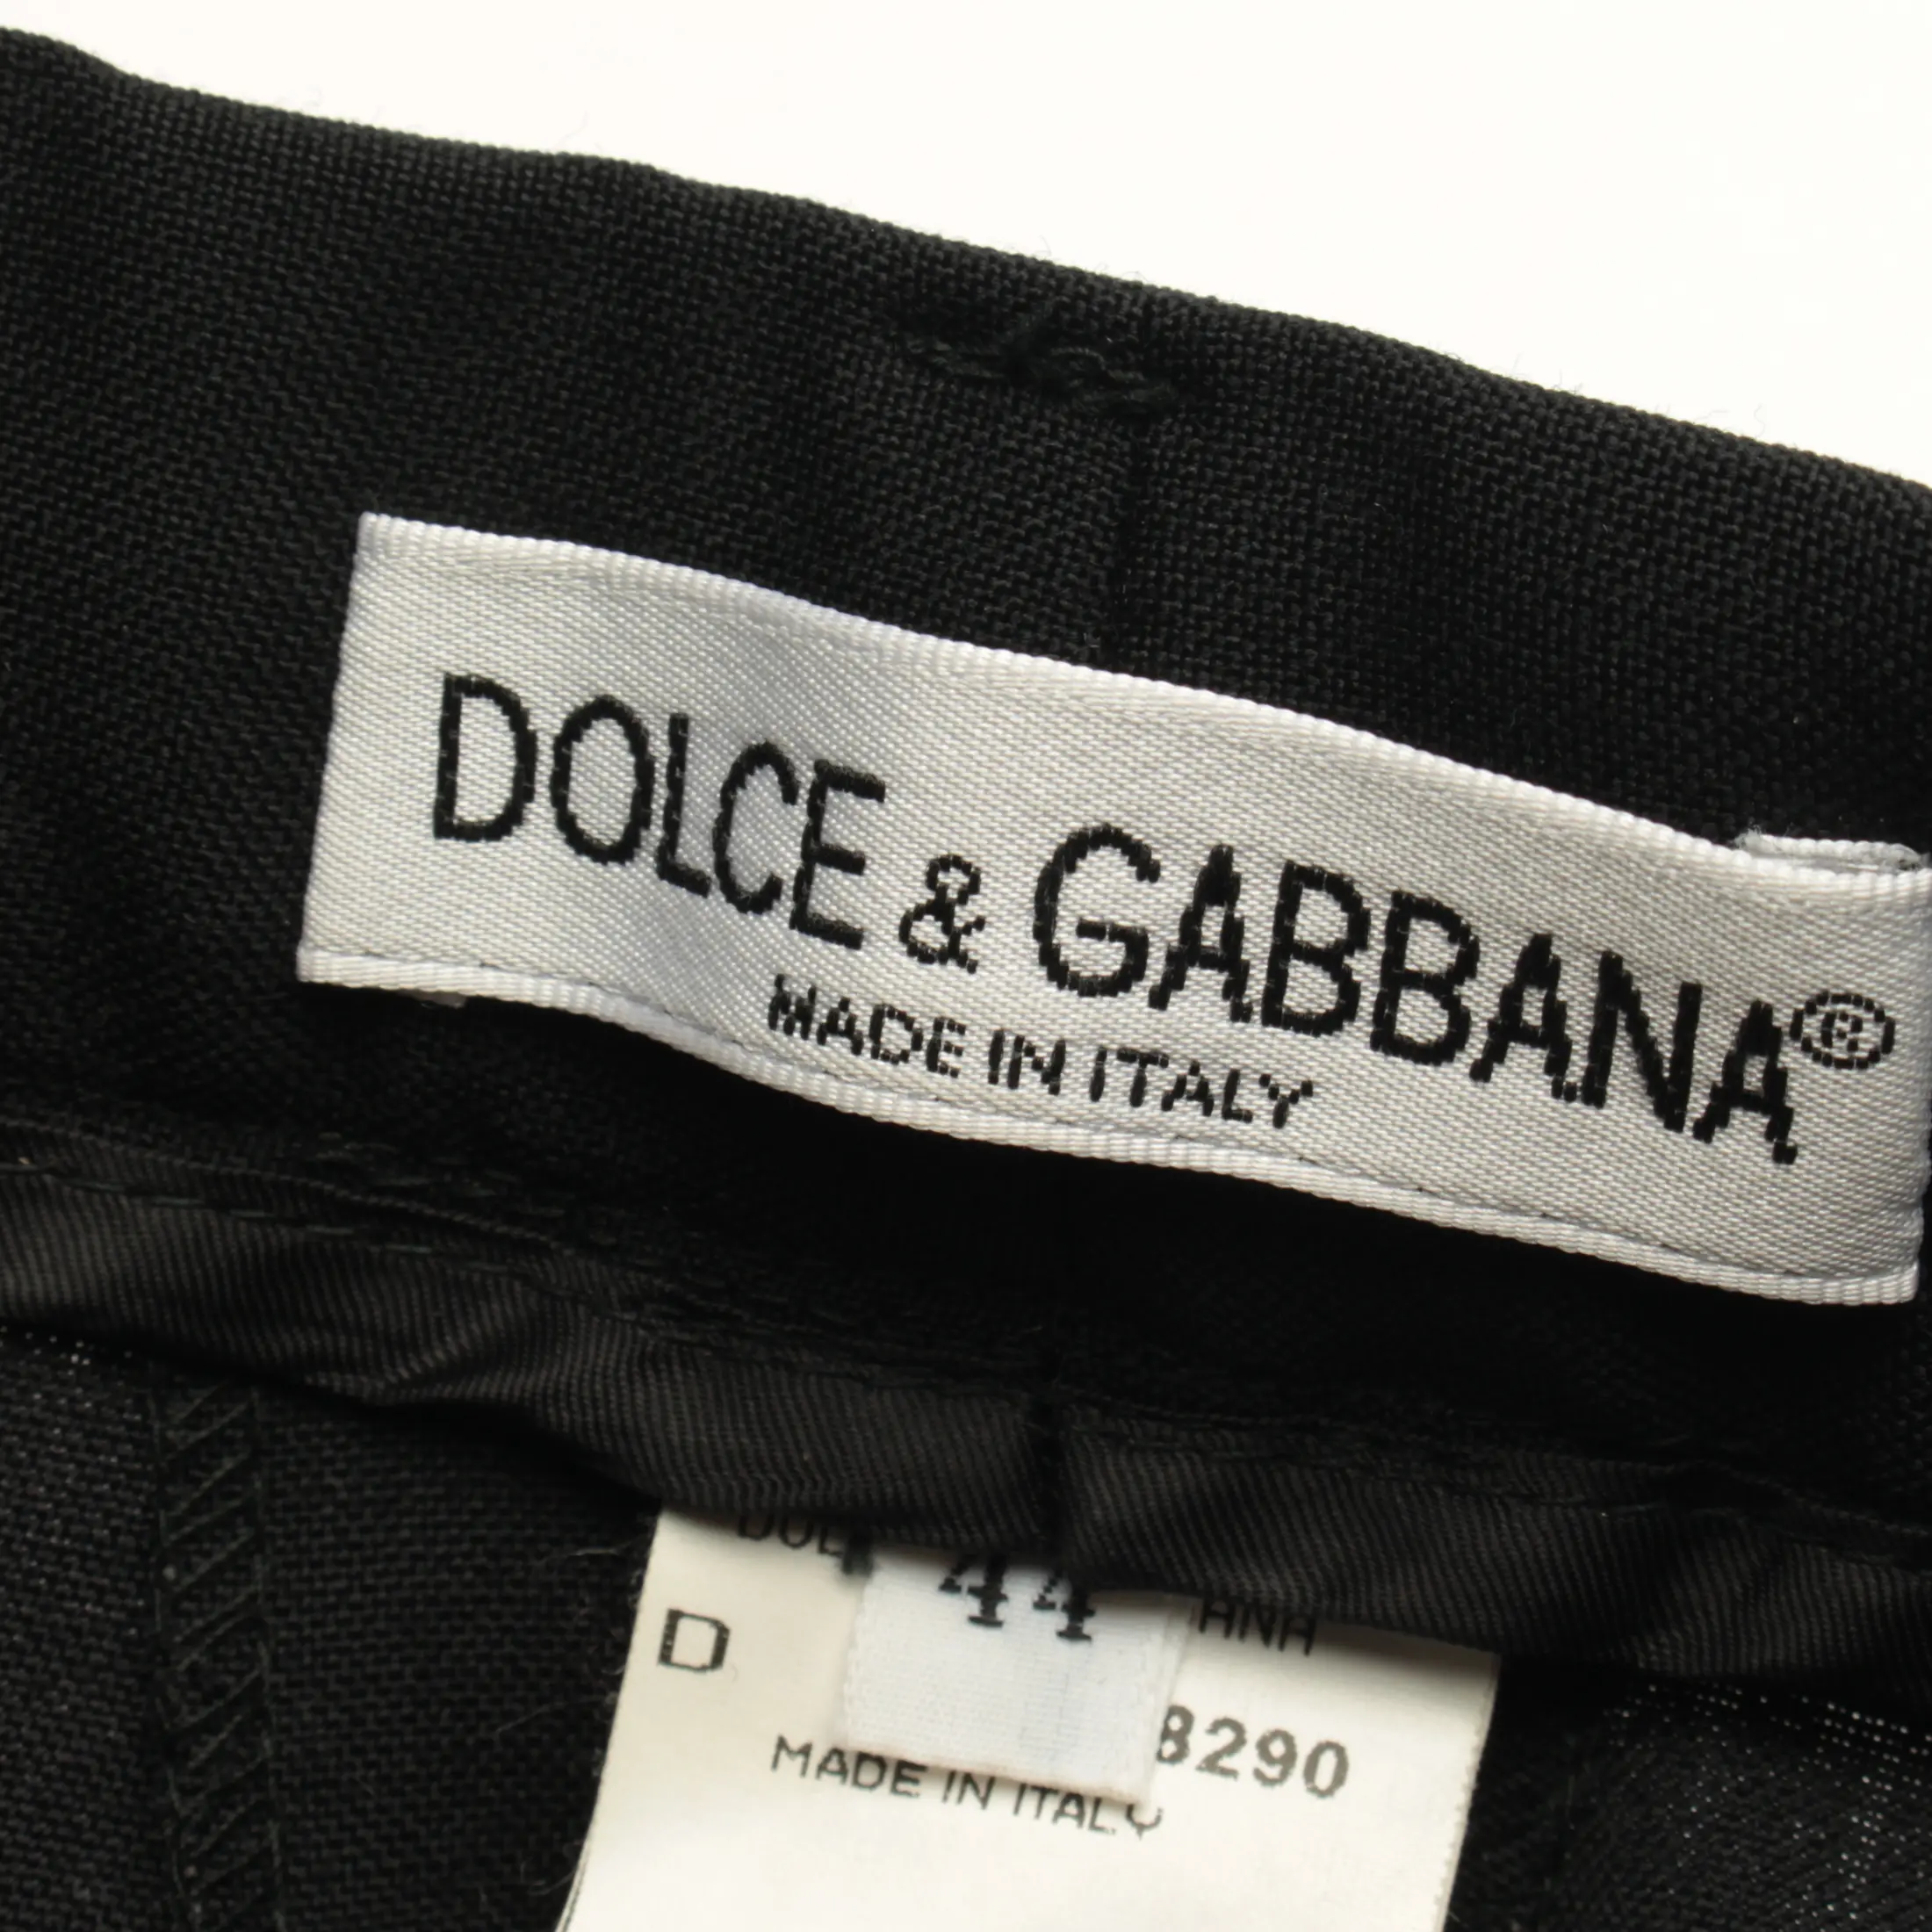 DOLCE & GABBANA®
MADE IN ITALY
44
D
8290
MADE IN ITALY